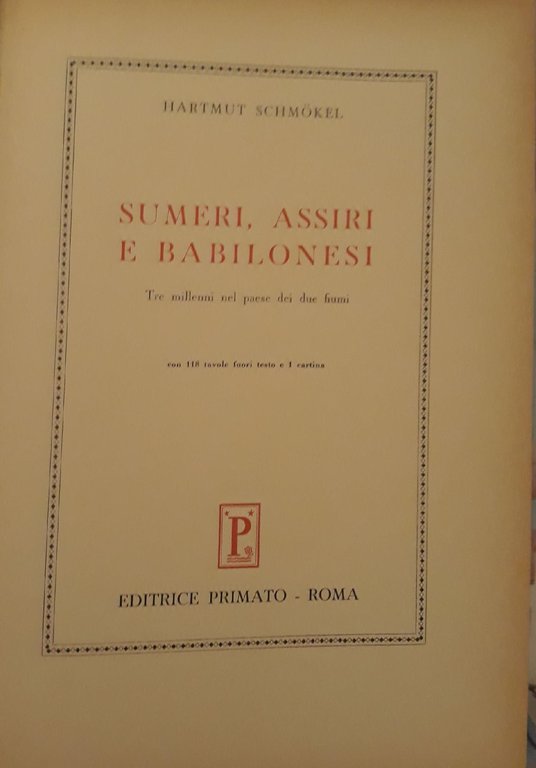 HARTMUT SCHMÖKEL
SUMERI, ASSIRI
E BABILONESI
Tre millenni nel paese dei due fiumi
con 118 tavole fuori testo e 1 cartina
P
EDITRICE PRIMATO - ROMA